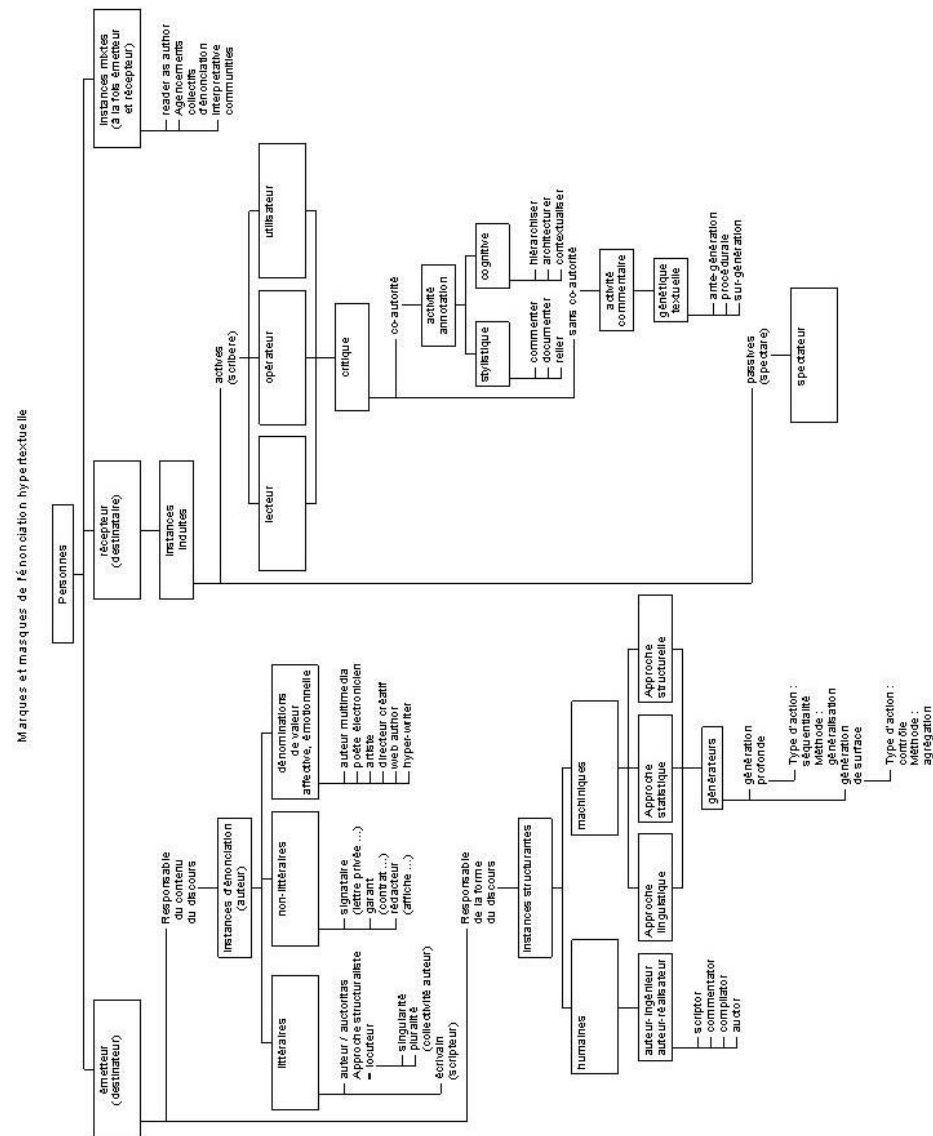 Marques et masques de l'énonciation hypertextuelle
Personnes
émetteur
(destinateur)
Responsable
du contenu
du discours
Instances d'énonciation
(auteur)
littéraires
auteur / auctoritas
Approche structuraliste
= locuteur
singularité
pluralité
(collectivité auteur)
écrivain
(scripteur)
non-littéraires
signataire
(lettre privée ...)
garant
(contrat ...)
rédacteur
(affiche ...)
dénominations
de valeur
affective, émotionnelle
auteur multimedia
poète électronicien
artiste
directeur créatif
web author
hyper-writer
Responsable
de la forme
du discours
Instances structurantes
humaines
auteur-ingénieur
auteur-réalisateur
scriptor
commentator
compilator
auctor
machiniques
Approche
linguistique
Approche
statistique
Approche
structurelle
générateurs
génération
profonde
Type d'action :
séquentialité
Méthode :
généralisation
génération
de surface
Type d'action :
contrôle
Méthode :
agrégation
récepteur
(destinataire)
Instances
induites
actives
(scribere)
lecteur
opérateur
utilisateur
critique
co-autorité
activité
annotation
stylistique
commenter
documenter
relier
cognitive
hiérarchiser
architecturer
contextualiser
sans co-autorité
activité
commentaire
génétique
textuelle
ante-génération
procédurale
sur-génération
passives
(spectare)
spectateur
Instances mixtes
(à la fois émetteur
et récepteur)
reader as author
Agencements
collectifs
d'énonciation
Interpretative
communities